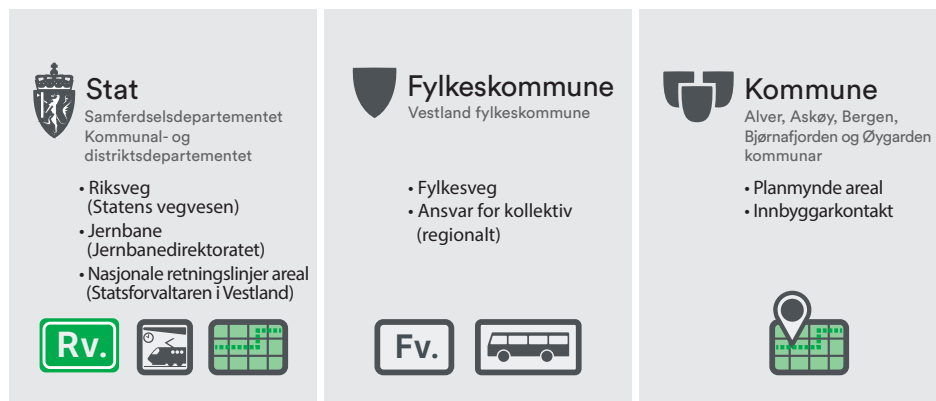 Stat
Samferdselsdepartementet
Kommunal- og
distriktsdepartementet
• Riksveg
(Statens vegvesen)
• Jernbane
(Jernbanedirektoratet)
• Nasjonale retningslinjer areal
(Statsforvaltaren i Vestland)
Rv.
Fylkeskommune
Vestland fylkeskommune
• Fylkesveg
• Ansvar for kollektiv
(regionalt)
Fv.
Kommune
Alver, Askøy, Bergen,
Bjørnafjorden og Øygarden
kommunar
• Planmynde areal
• Innbyggarkontakt